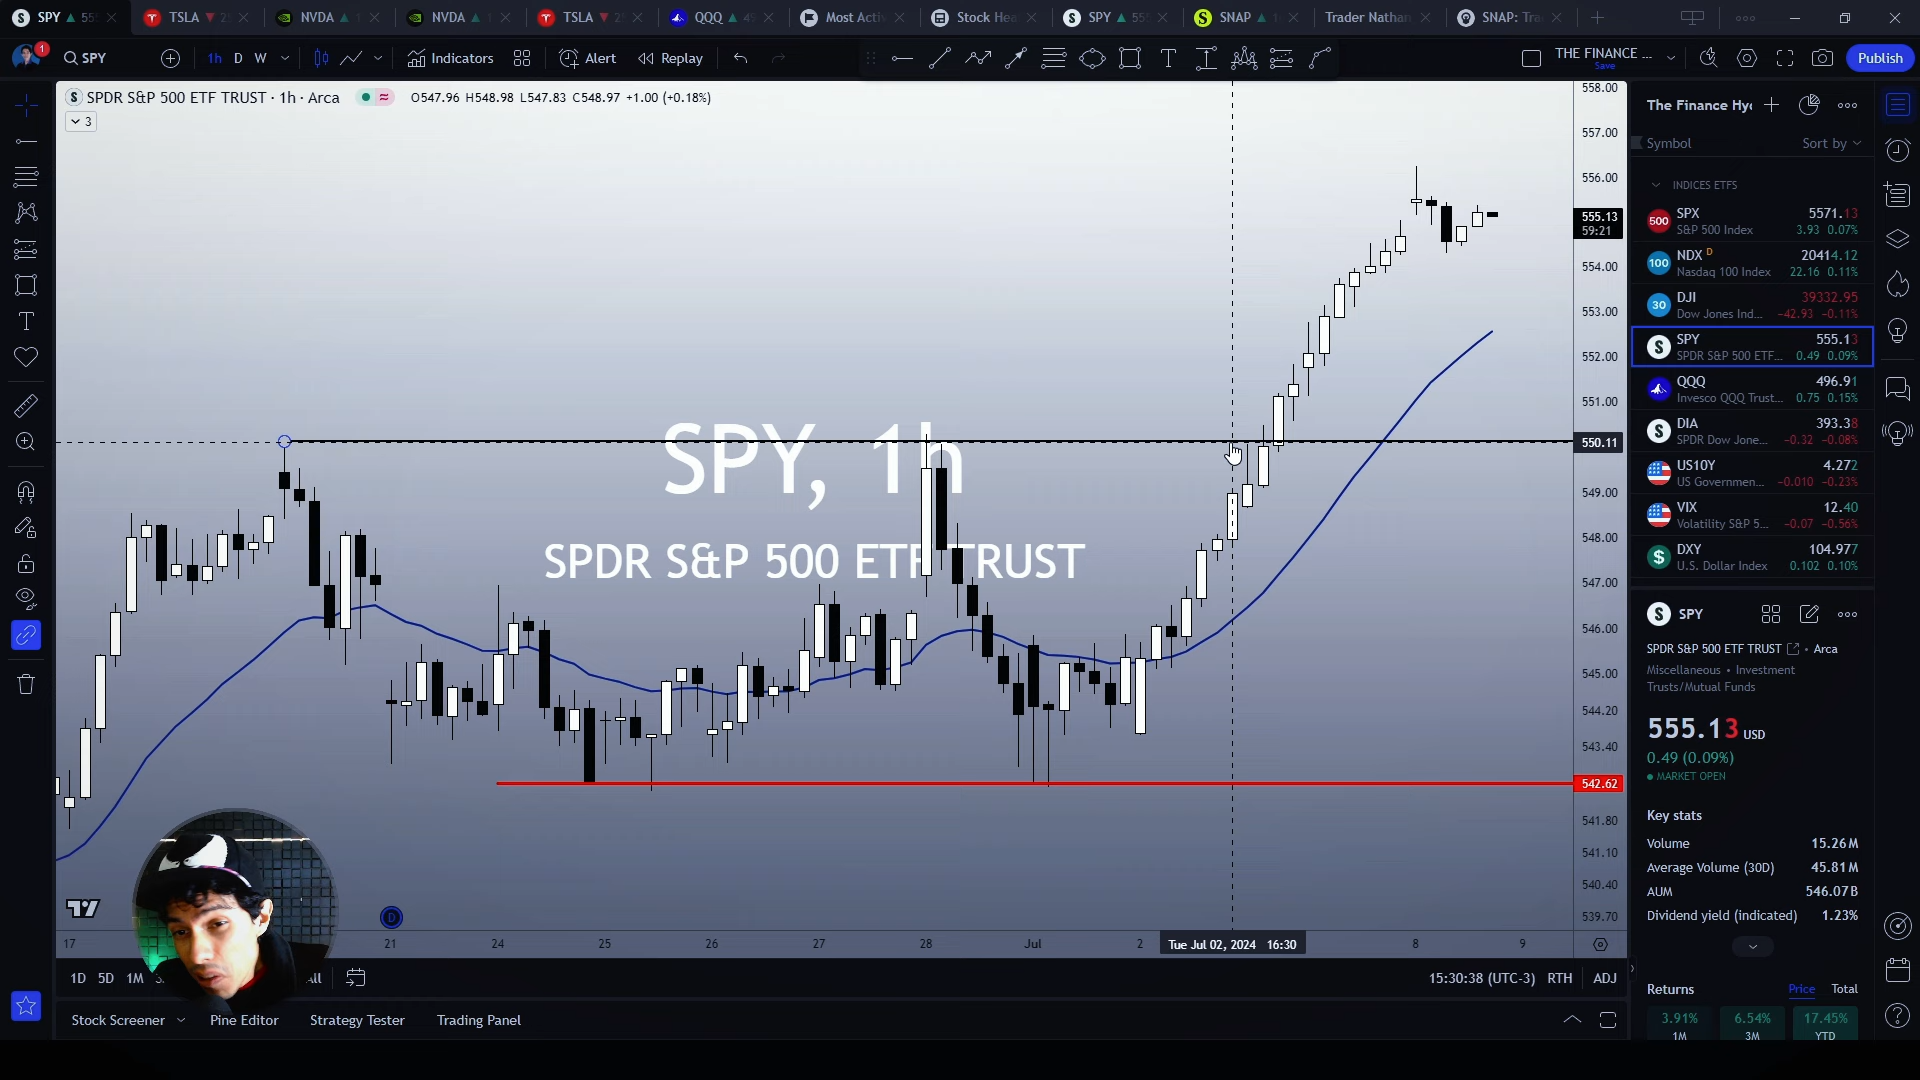 SPY ▲ 555
TSLA ▼ 2
NVDA ▲ 1
NVDA ▲ 1
TSLA ▼ 2
QQQ ▲ 49
Most Acti
Stock Hea
SPY ▲ 555
SNAP ▲ 1
Trader Nathan
SNAP: Tra
1
SPY
1h D W
Indicators
Alert
Replay
THE FINANCE ...
Save
Publish
SPDR S&P 500 ETF TRUST · 1h · Arca
O547.96 H548.98 L547.83 C548.97 +1.00 (+0.18%)
3
SPY, 1h
SPDR S&P 500 ETF TRUST
558.00
557.00
556.00
555.13
59:21
554.00
553.00
552.00
551.00
550.11
549.00
548.00
547.00
546.00
545.00
544.20
543.40
542.62
541.80
541.10
540.40
539.70
D
17 21 24 25 26 27 28 Jul 2 Tue Jul 02, 2024 16:30 8 9
1D 5D 1M
15:30:38 (UTC-3) RTH ADJ
Stock Screener Pine Editor Strategy Tester Trading Panel
The Finance Hy
Symbol Sort by
INDICES ETFS
500 SPX 5571.13
S&P 500 Index 3.93 0.07%
100 NDX D 20414.12
Nasdaq 100 Index 22.16 0.11%
30 DJI 39332.95
Dow Jones Ind... −42.93 −0.11%
SPY 555.13
SPDR S&P 500 ETF... 0.49 0.09%
QQQ 496.91
Invesco QQQ Trust... 0.75 0.15%
DIA 393.38
SPDR Dow Jone... −0.32 −0.08%
US10Y 4.272
US Governmen... −0.010 −0.23%
VIX 12.40
Volatility S&P 5... −0.07 −0.56%
DXY 104.977
U.S. Dollar Index 0.102 0.10%
SPY
SPDR S&P 500 ETF TRUST • Arca
Miscellaneous • Investment
Trusts/Mutual Funds
555.13 USD
0.49 (0.09%)
MARKET OPEN
Key stats
Volume 15.26M
Average Volume (30D) 45.81M
AUM 546.07B
Dividend yield (indicated) 1.23%
Returns Price Total
3.91% 6.54% 17.45%
1M 3M YTD